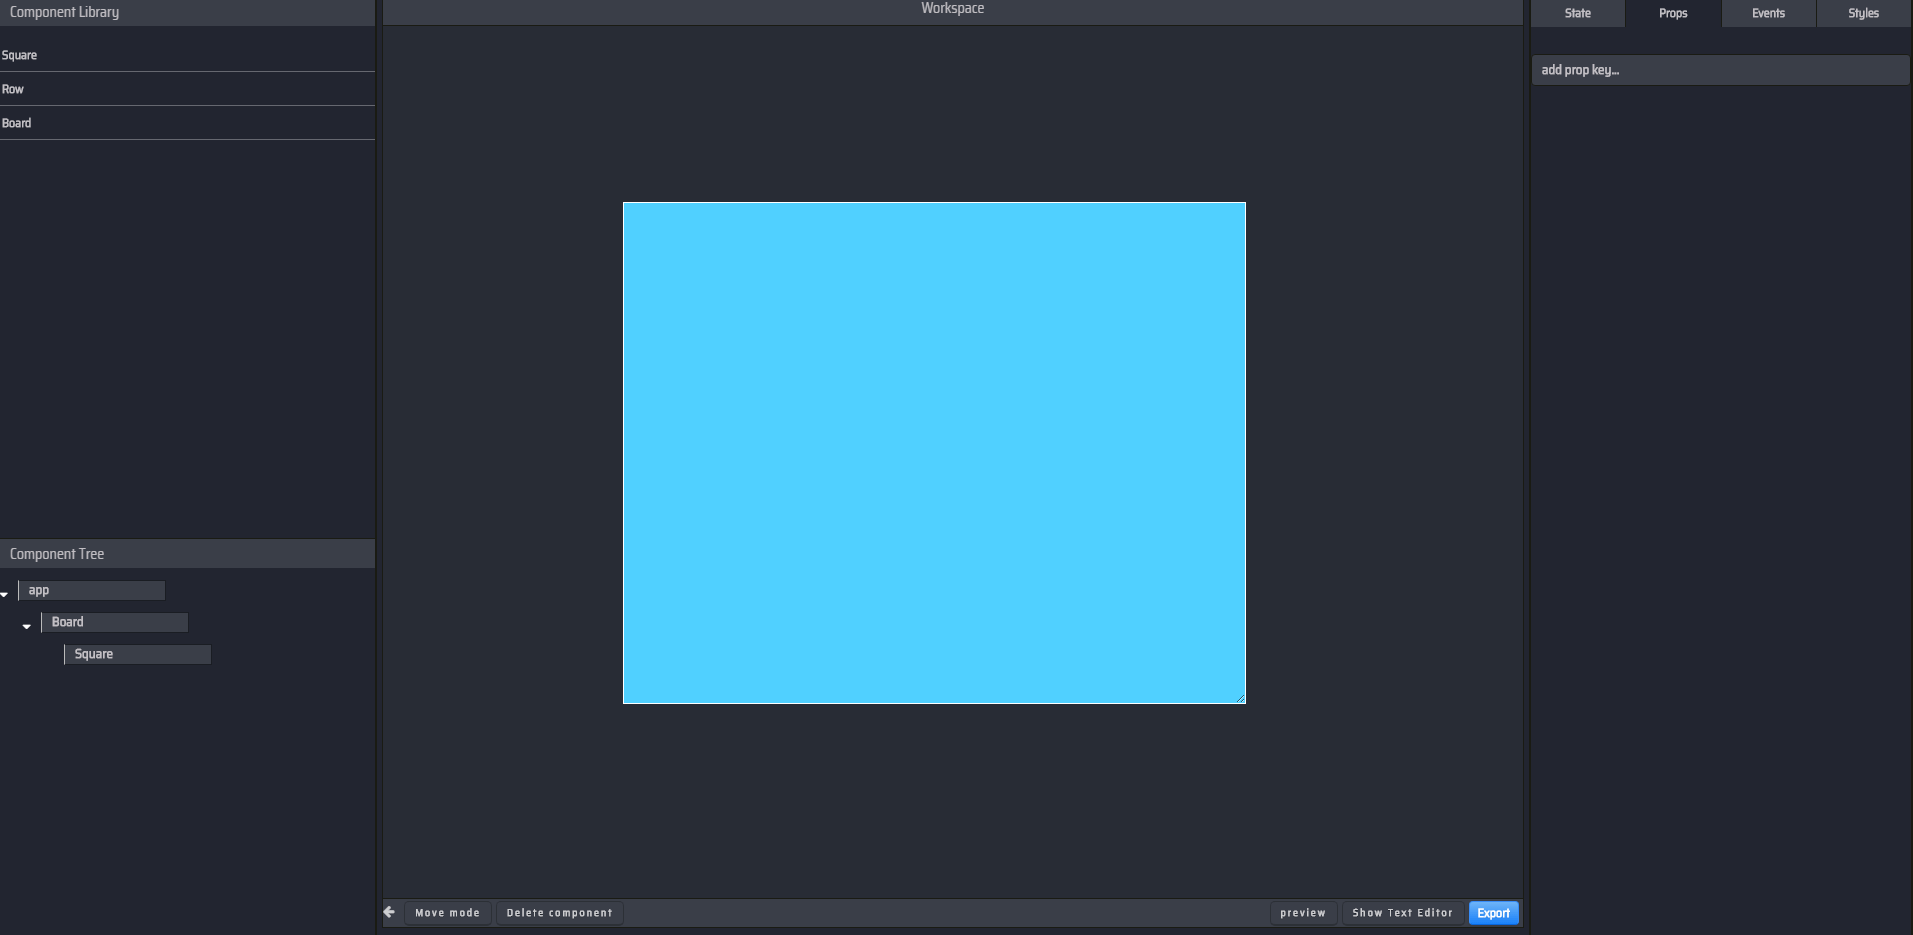 Component Library
Square
Row
Board
Component Tree
app
Board
Square
Workspace
Move mode
Delete component
preview
Show Text Editor
Export
State
Props
Events
Styles
add prop key...